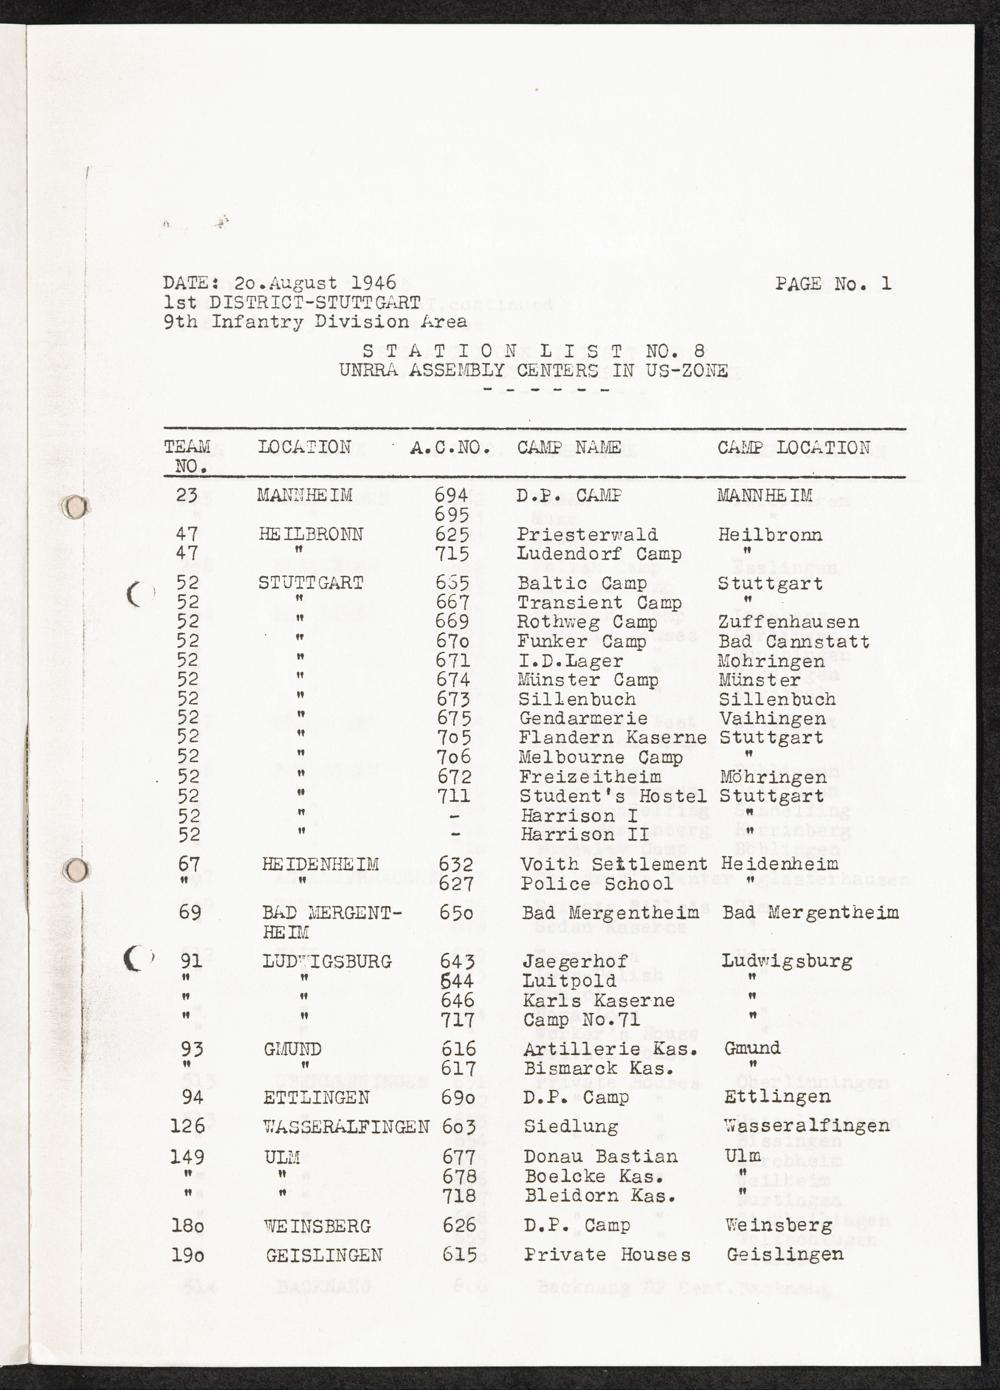 DATE: 2o.August 1946 PAGE No. 1
1st DISTRICT-STUTTGART
9th Infantry Division Area
S T A T I O N L I S T NO. 8
UNRRA ASSEMBLY CENTERS IN US-ZONE
- - - - - -
TEAM LOCATION A.C.NO. CAMP NAME CAMP LOCATION
NO.
23 MANNHEIM 694 D.P. CAMP MANNHEIM
695
47 HEILBRONN 625 Priesterwald Heilbronn
47 " 715 Ludendorf Camp "
52 STUTTGART 665 Baltic Camp Stuttgart
52 " 667 Transient Camp "
52 " 669 Rothweg Camp Zuffenhausen
52 " 67o Funker Camp Bad Cannstatt
52 " 671 I.D.Lager Mohringen
52 " 674 Münster Camp Münster
52 " 673 Sillenbuch Sillenbuch
52 " 675 Gendarmerie Vaihingen
52 " 7o5 Flandern Kaserne Stuttgart
52 " 7o6 Melbourne Camp "
52 " 672 Freizeitheim Möhringen
52 " 711 Student's Hostel Stuttgart
52 " - Harrison I "
52 " - Harrison II "
67 HEIDENHEIM 632 Voith Settlement Heidenheim
" " 627 Police School "
69 BAD MERGENT- 65o Bad Mergentheim Bad Mergentheim
HEIM
91 LUDWIGSBURG 643 Jaegerhof Ludwigsburg
" " 644 Luitpold "
" " 646 Karls Kaserne "
" " 717 Camp No.71 "
93 GMUND 616 Artillerie Kas. Gmund
" " 617 Bismarck Kas. "
94 ETTLINGEN 69o D.P. Camp Ettlingen
126 WASSERALFINGEN 6o3 Siedlung Wasseralfingen
149 ULM 677 Donau Bastian Ulm
" " 678 Boelcke Kas. "
" " 718 Bleidorn Kas. "
18o WEINSBERG 626 D.P. Camp Weinsberg
19o GEISLINGEN 615 Private Houses Geislingen